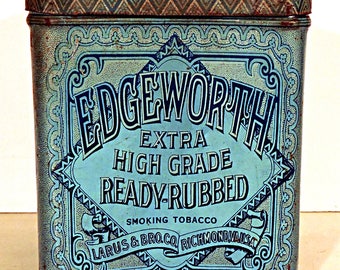 EDGEWORTH
EXTRA
HIGH GRADE
READY-RUBBED
SMOKING TOBACCO
LARUS & BRO. CO. RICHMOND, VA. U.S.A.